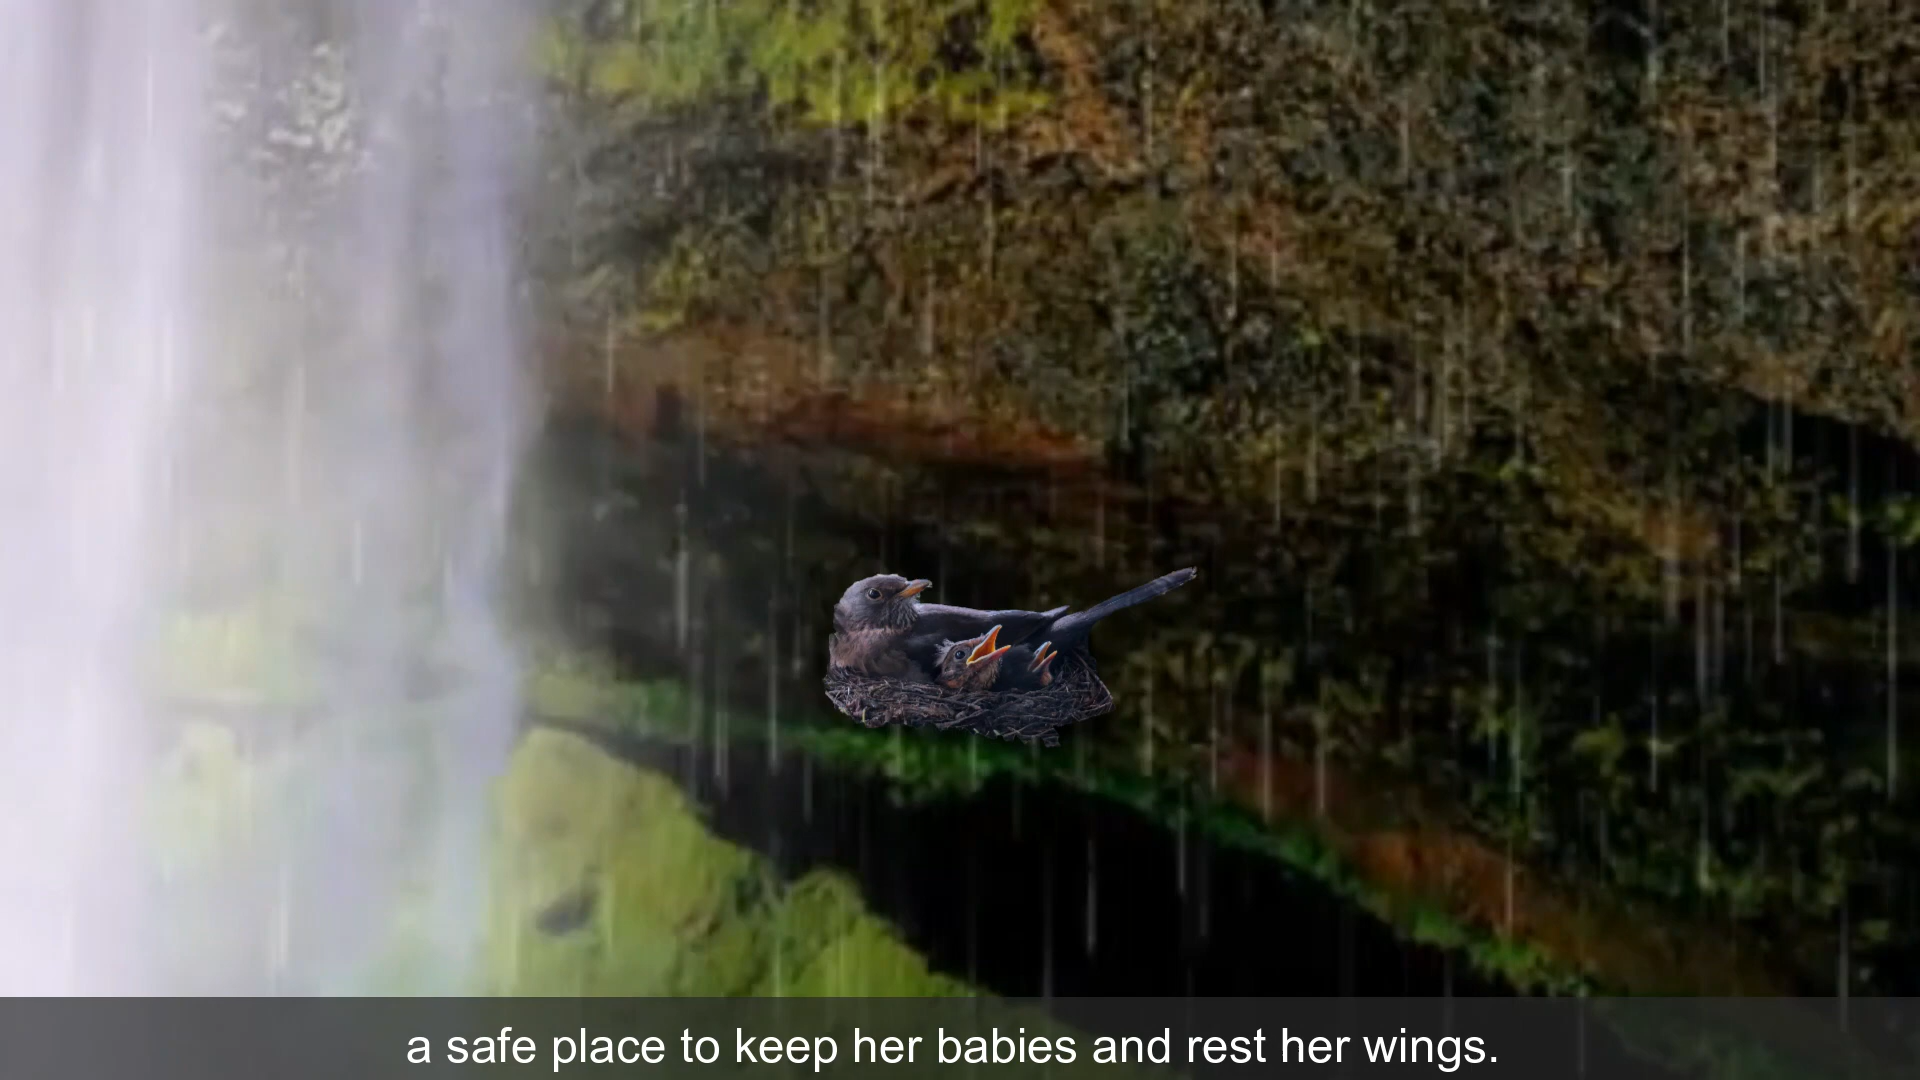 a safe place to keep her babies and rest her wings.